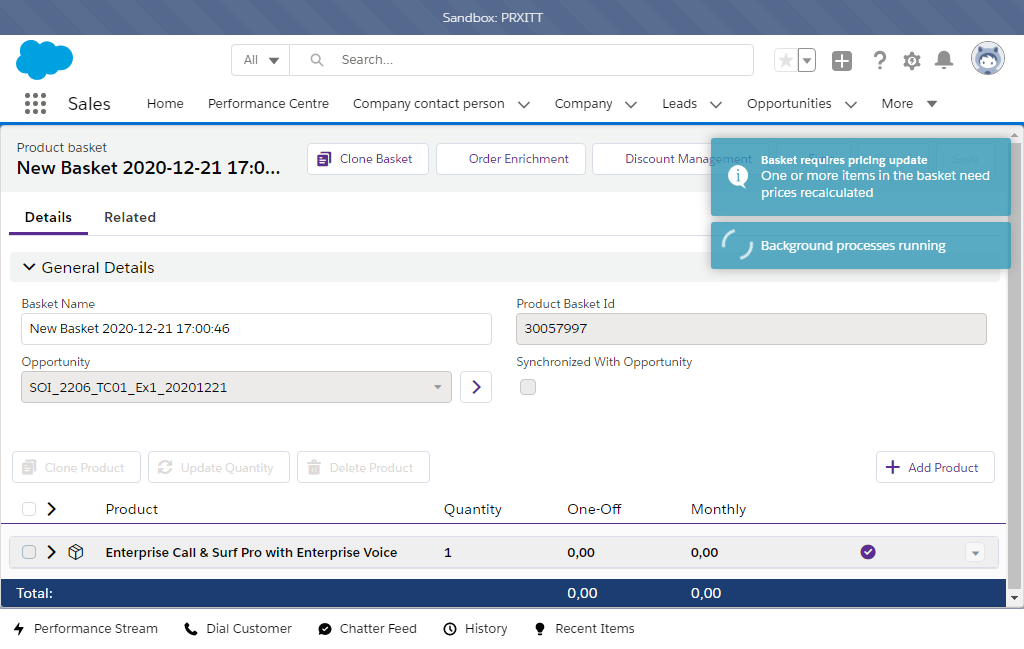 Sandbox: PRXITT
All
Search...
Sales
Home
Performance Centre
Company contact person
Company
Leads
Opportunities
More
Product basket
New Basket 2020-12-21 17:0...
Clone Basket
Order Enrichment
Discount Management
Basket requires pricing update
One or more items in the basket need
prices recalculated
Background processes running
Details
Related
General Details
Basket Name
Product Basket Id
New Basket 2020-12-21 17:00:46
30057997
Opportunity
Synchronized With Opportunity
SOI_2206_TC01_Ex1_20201221
Clone Product
Update Quantity
Delete Product
Add Product
Product
Quantity
One-Off
Monthly
Enterprise Call & Surf Pro with Enterprise Voice
1
0,00
0,00
Total:
0,00
0,00
Performance Stream
Dial Customer
Chatter Feed
History
Recent Items